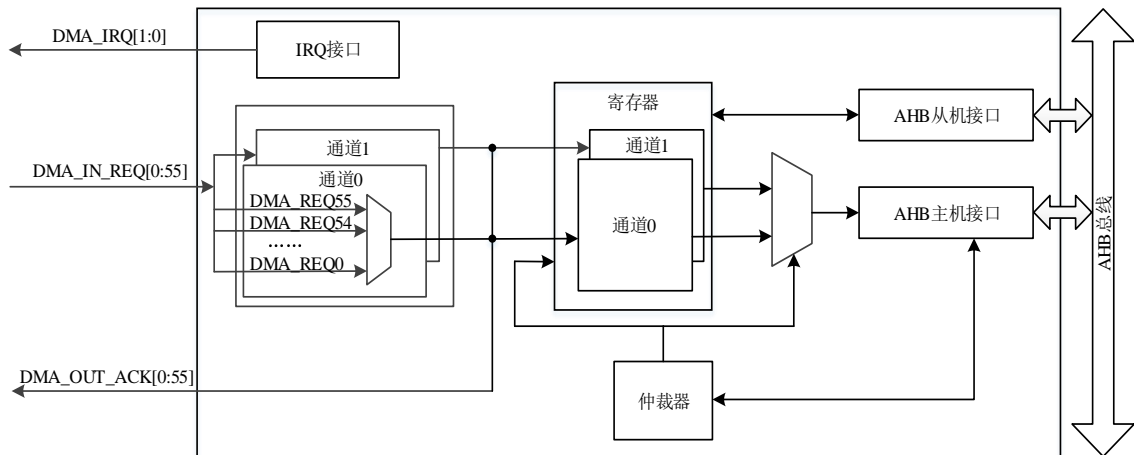 DMA_IRQ[1:0]
IRQ接口
寄存器
AHB从机接口
通道1
通道1
DMA_IN_REQ[0:55]
通道0
DMA_REQ55
DMA_REQ54
……
DMA_REQ0
通道0
AHB主机接口
AHB总线
DMA_OUT_ACK[0:55]
仲裁器